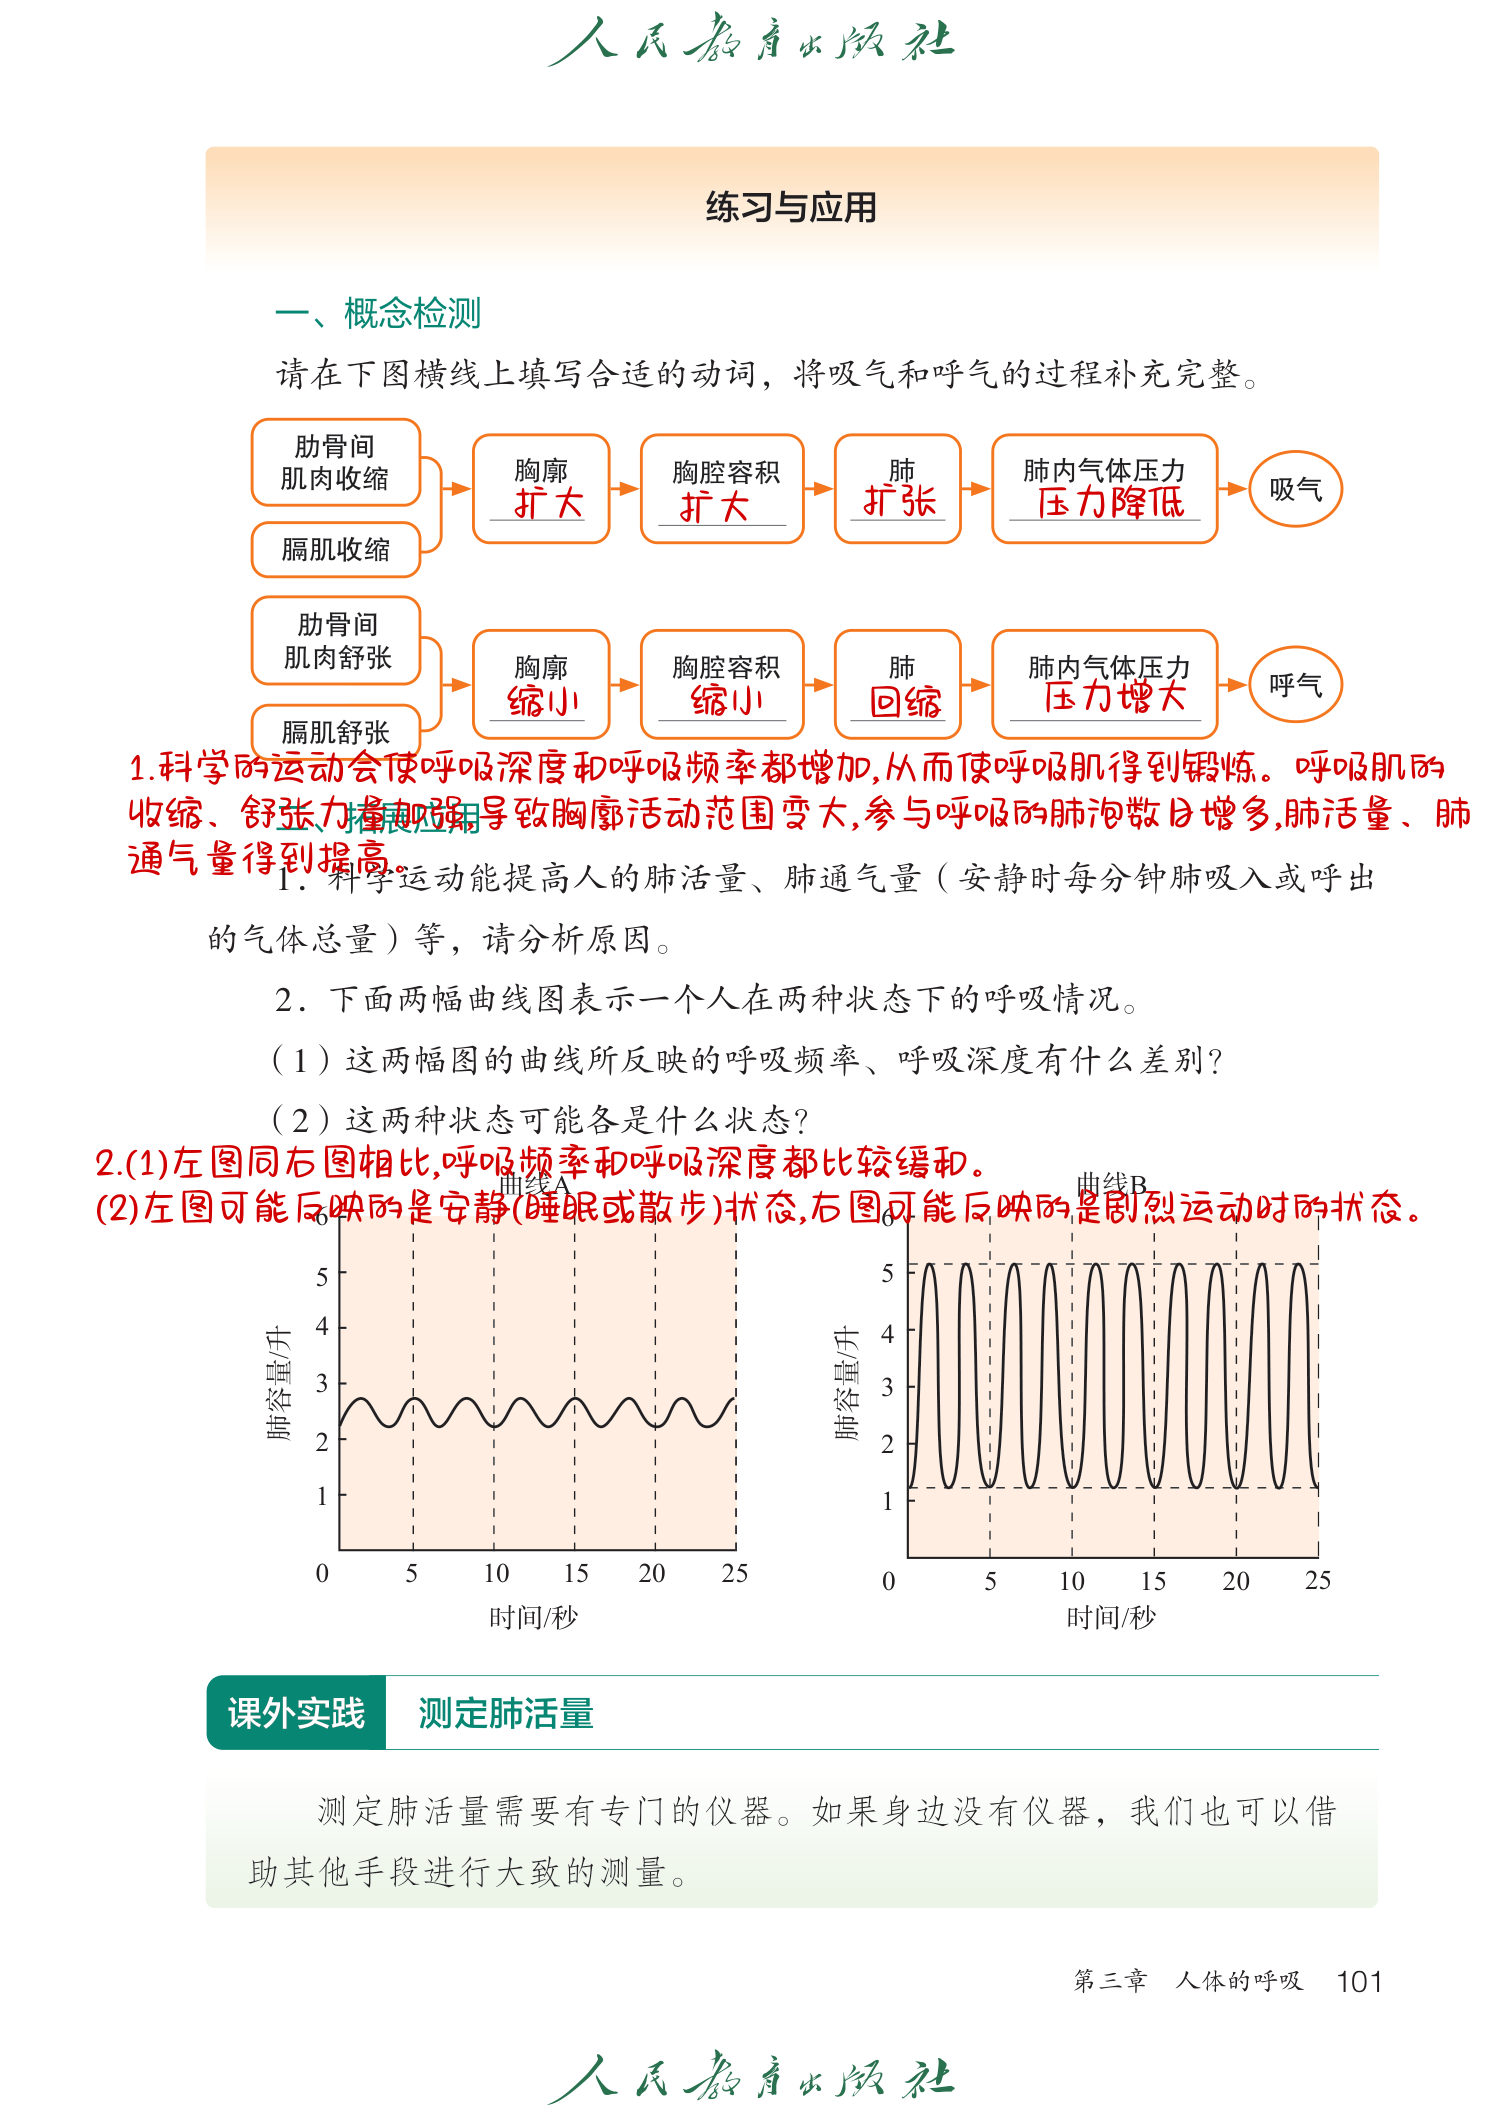 人民教育出版社
练习与应用
一、概念检测
请在下图横线上填写合适的动词，将吸气和呼气的过程补充完整。
肋骨间
肌肉收缩
膈肌收缩
胸廓
扩大
胸腔容积
扩大
肺
扩张
肺内气体压力
压力降低
吸气
肋骨间
肌肉舒张
膈肌舒张
胸廓
缩小
胸腔容积
缩小
肺
回缩
肺内气体压力
压力增大
呼气
1.科学的运动会使呼吸深度和呼吸频率都增加,从而使呼吸肌得到锻炼。呼吸肌的
收缩、舒张力量加强,导致胸廓活动范围变大,参与呼吸的肺泡数目增多,肺活量、肺
通气量得到提高。
二、拓展应用
1. 科学运动能提高人的肺活量、肺通气量（安静时每分钟肺吸入或呼出
的气体总量）等，请分析原因。
2. 下面两幅曲线图表示一个人在两种状态下的呼吸情况。
（1）这两幅图的曲线所反映的呼吸频率、呼吸深度有什么差别？
（2）这两种状态可能各是什么状态？
2.(1)左图同右图相比,呼吸频率和呼吸深度都比较缓和。
(2)左图可能反映的是安静(睡眠或散步)状态,右图可能反映的是剧烈运动时的状态。
曲线A
6
5
4
3
2
1
0 5 10 15 20 25
肺容量/升
时间/秒
曲线B
6
5
4
3
2
1
0 5 10 15 20 25
肺容量/升
时间/秒
课外实践 测定肺活量
测定肺活量需要有专门的仪器。如果身边没有仪器，我们也可以借
助其他手段进行大致的测量。
第三章 人体的呼吸 101
人民教育出版社